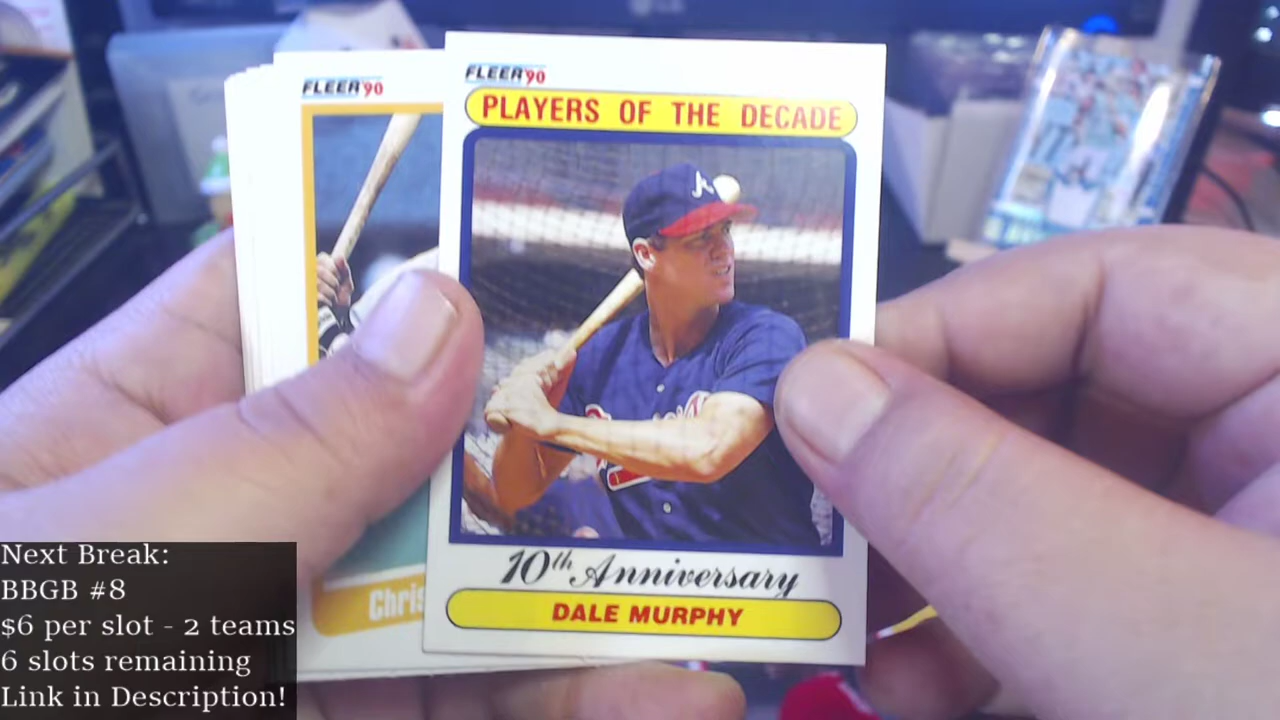 FLEER '90
FLEER '90
PLAYERS OF THE DECADE
10th Anniversary
DALE MURPHY
Chris
Next Break:
BBGB #8
$6 per slot - 2 teams
6 slots remaining
Link in Description!